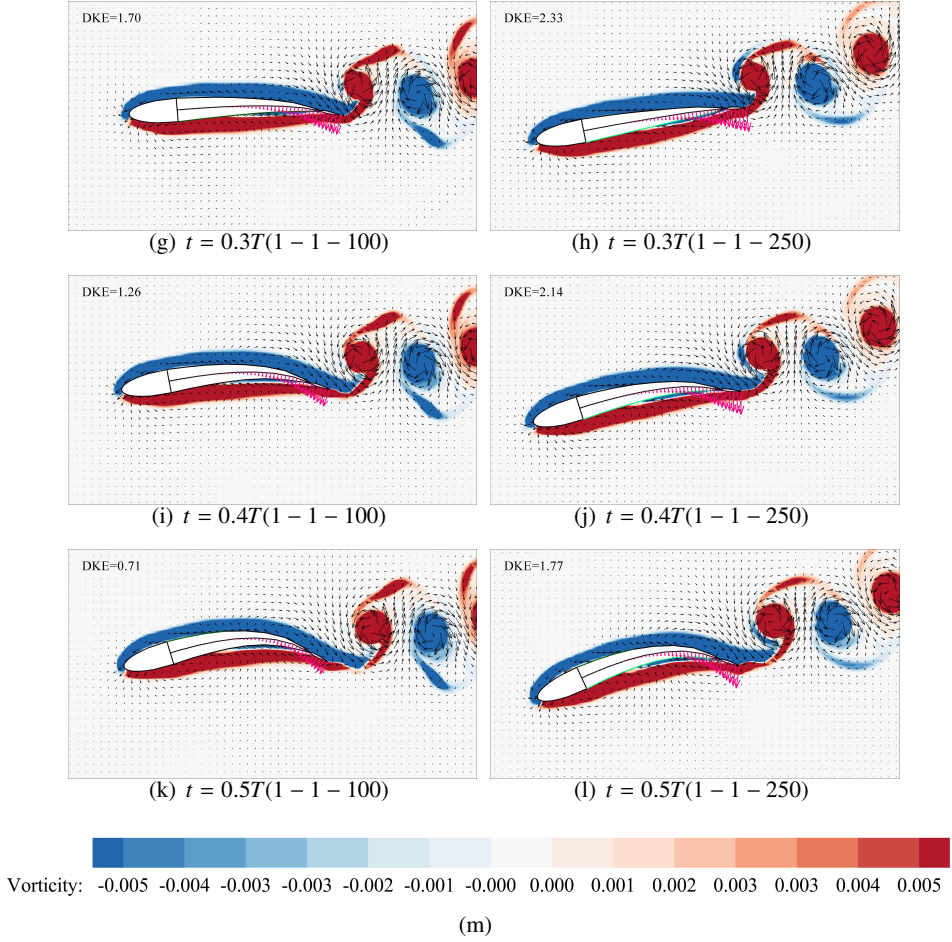 DKE=1.70
DKE=2.33
(g) t = 0.3T(1 − 1 − 100)
(h) t = 0.3T(1 − 1 − 250)
DKE=1.26
DKE=2.14
(i) t = 0.4T(1 − 1 − 100)
(j) t = 0.4T(1 − 1 − 250)
DKE=0.71
DKE=1.77
(k) t = 0.5T(1 − 1 − 100)
(l) t = 0.5T(1 − 1 − 250)
Vorticity: -0.005 -0.004 -0.003 -0.003 -0.002 -0.001 -0.000 0.000 0.001 0.002 0.003 0.003 0.004 0.005
(m)